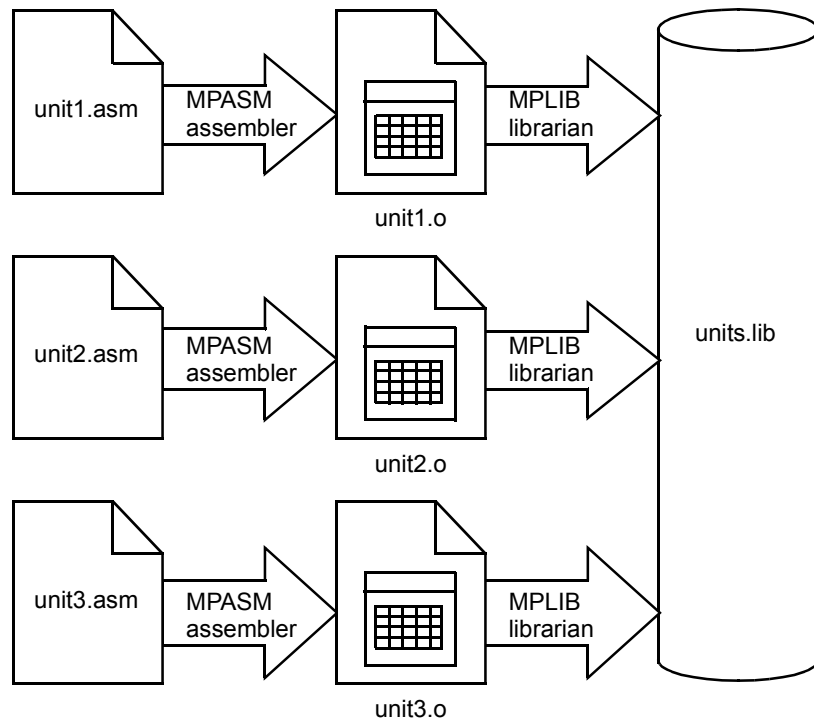 unit1.asm
MPASM
assembler
unit1.o
MPLIB
librarian
unit2.asm
MPASM
assembler
unit2.o
MPLIB
librarian
units.lib
unit3.asm
MPASM
assembler
unit3.o
MPLIB
librarian